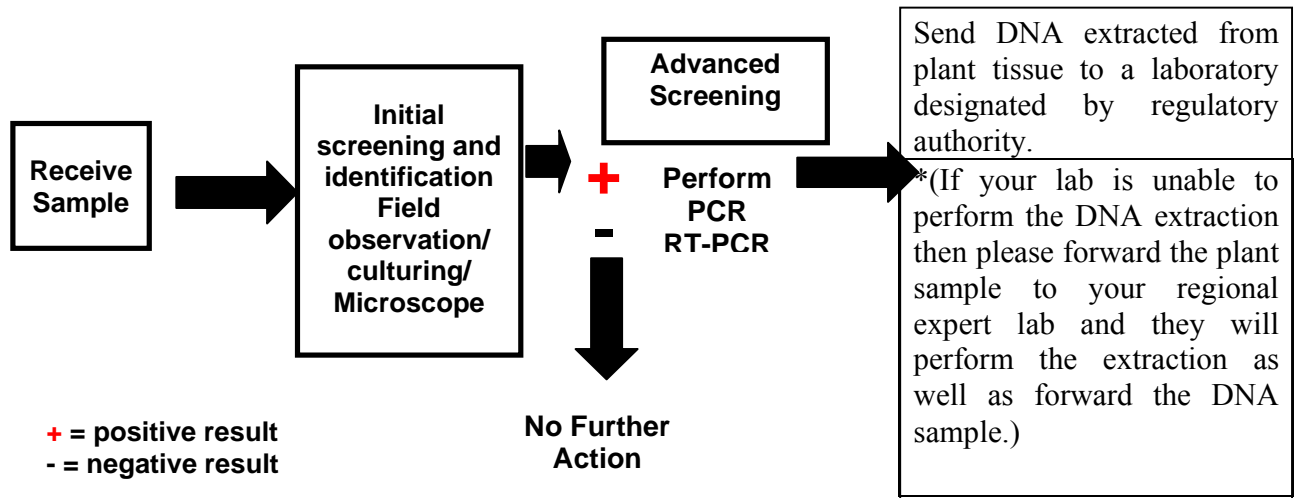 Receive
Sample
Initial
screening and
identification
Field
observation/
culturing/
Microscope
+
-
Advanced
Screening
Perform
PCR
RT-PCR
No Further
Action
Send DNA extracted from
plant tissue to a laboratory
designated by regulatory
authority.
*(If your lab is unable to
perform the DNA extraction
then please forward the plant
sample to your regional
expert lab and they will
perform the extraction as
well as forward the DNA
sample.)
+ = positive result
- = negative result